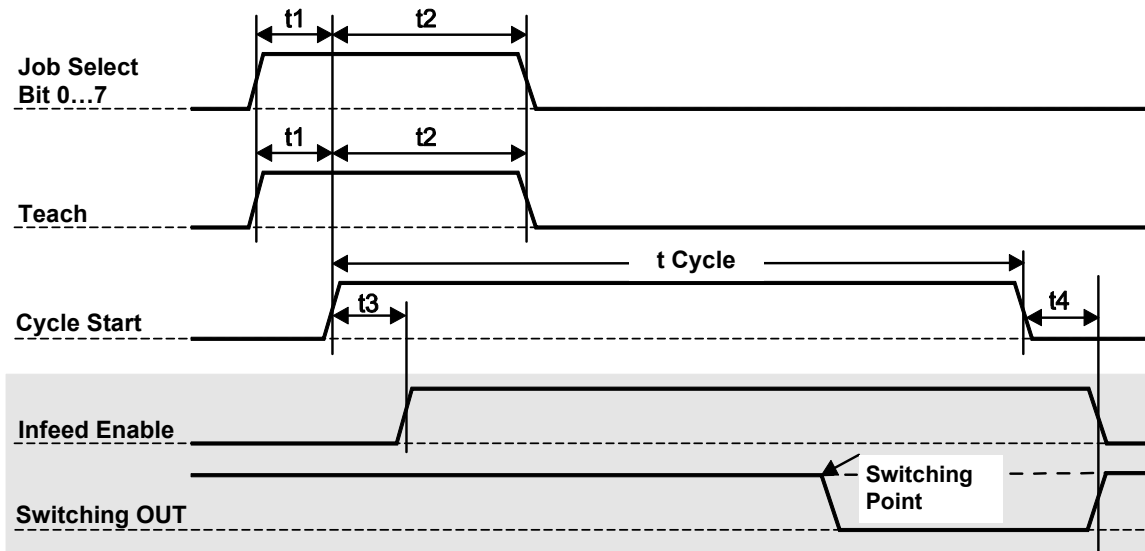 t1 t2
Job Select
Bit 0…7
t1 t2
Teach
t Cycle
t3 t4
Cycle Start
Infeed Enable
Switching
Point
Switching OUT